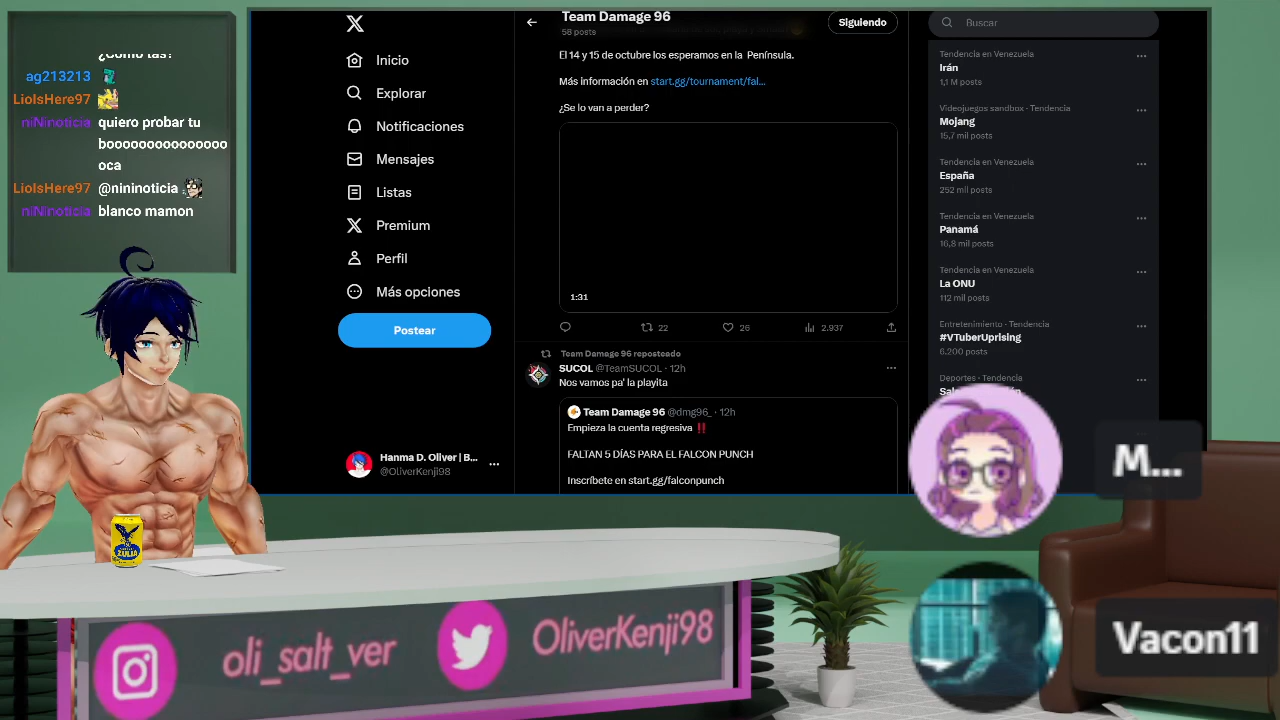 ¿Cómo tas?
ag213213
LioIsHere97
niNinoticia quiero probar tu
booooooooooooooo
oca
LioIsHere97 @nininoticia
niNinoticia blanco mamon
ZULIA
X
Inicio
Explorar
Notificaciones
Mensajes
Listas
Premium
Perfil
Más opciones
Postear
Hanma D. Oliver | B...
@OliverKenji98
Team Damage 96
58 posts
Siguiendo
El 14 y 15 de octubre los esperamos en la Península.
Más información en start.gg/tournament/fal...
¿Se lo van a perder?
1:31
22
26
2.937
Team Damage 96 reposteado
SUCOL @TeamSUCOL · 12h
Nos vamos pa' la playita
Team Damage 96 @dmg96_ · 12h
Empieza la cuenta regresiva ‼️
FALTAN 5 DÍAS PARA EL FALCON PUNCH
Inscríbete en start.gg/falconpunch
Buscar
Tendencia en Venezuela
Irán
1,1 M posts
Videojuegos sandbox · Tendencia
Mojang
15,7 mil posts
Tendencia en Venezuela
España
252 mil posts
Tendencia en Venezuela
Panamá
16,8 mil posts
Tendencia en Venezuela
La ONU
112 mil posts
Entretenimiento · Tendencia
#VTuberUprising
6.200 posts
Deportes · Tendencia
M...
Vacon11
oli_salt_ver
OliverKenji98